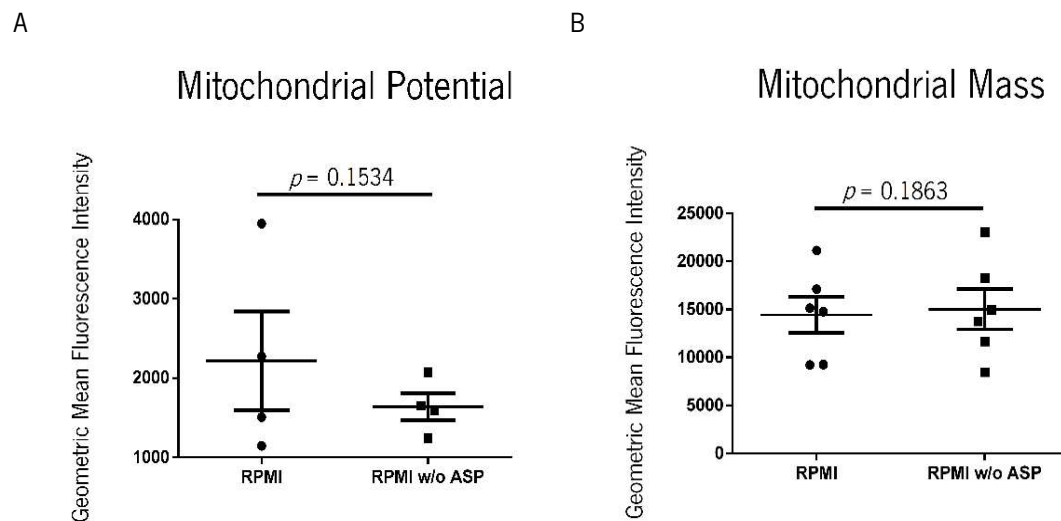 A
Mitochondrial Potential
Geometric Mean Fluorescence Intensity
p = 0.1534
4000
3000
2000
1000
RPMI
RPMI w/o ASP
B
Mitochondrial Mass
Geometric Mean Fluorescence Intensity
p = 0.1863
25000
20000
15000
10000
5000
0
RPMI
RPMI w/o ASP